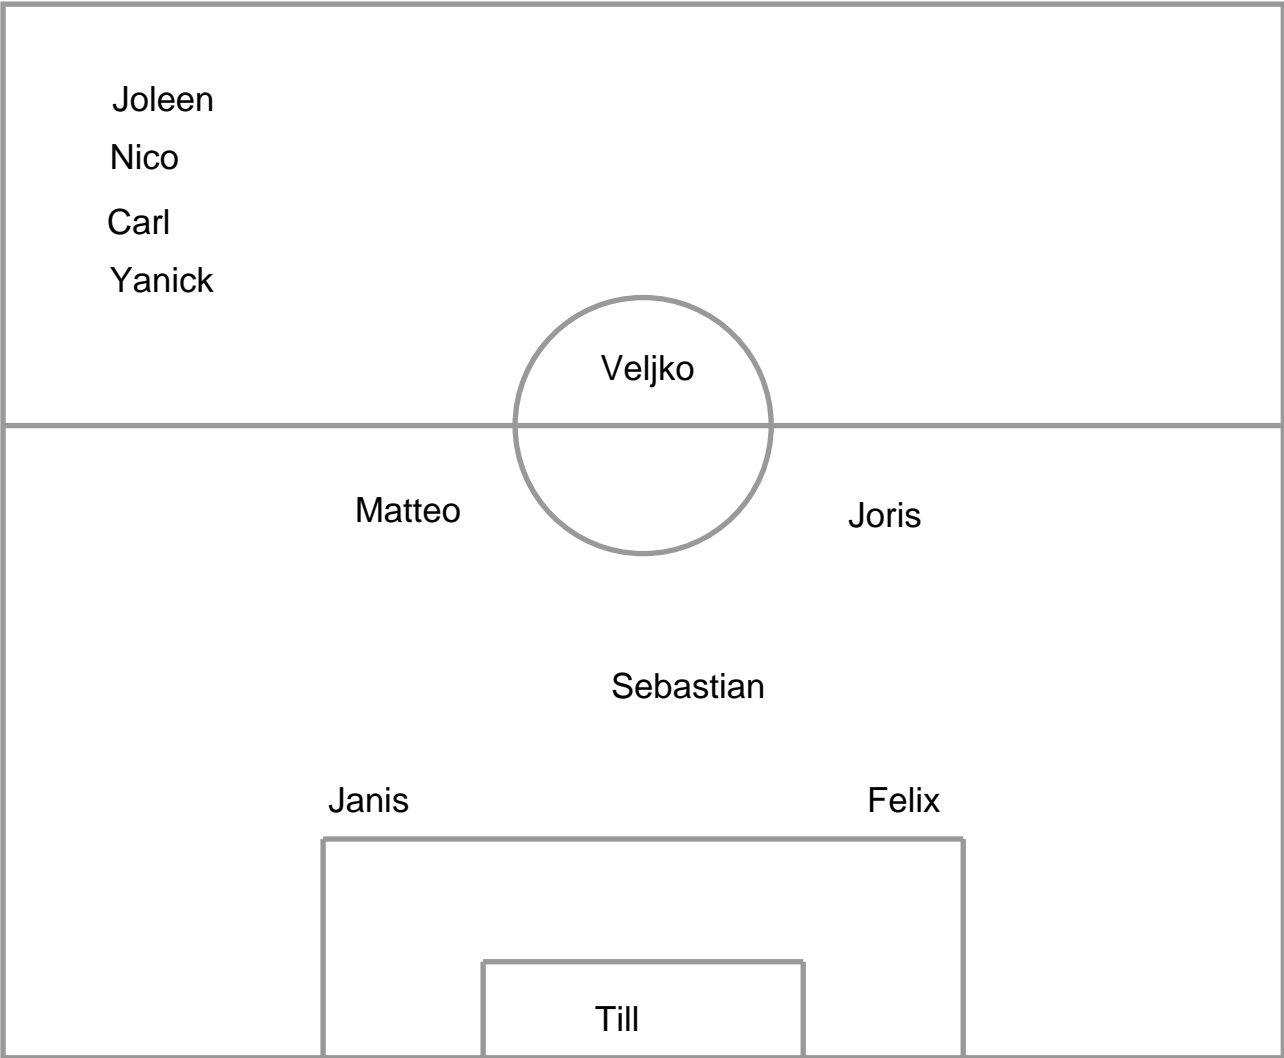 Joleen
Nico
Carl
Yanick
Veljko
Matteo
Joris
Sebastian
Janis
Felix
Till